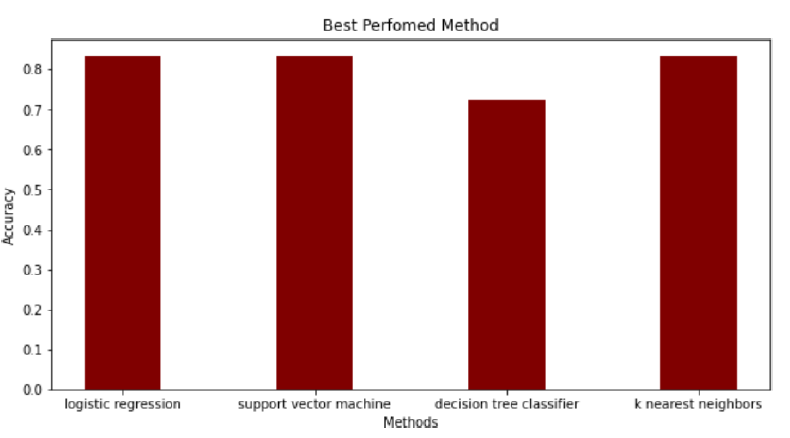 Best Perfomed Method
Accuracy
0.8
0.7
0.6
0.5
0.4
0.3
0.2
0.1
0.0
logistic regression support vector machine decision tree classifier k nearest neighbors
Methods